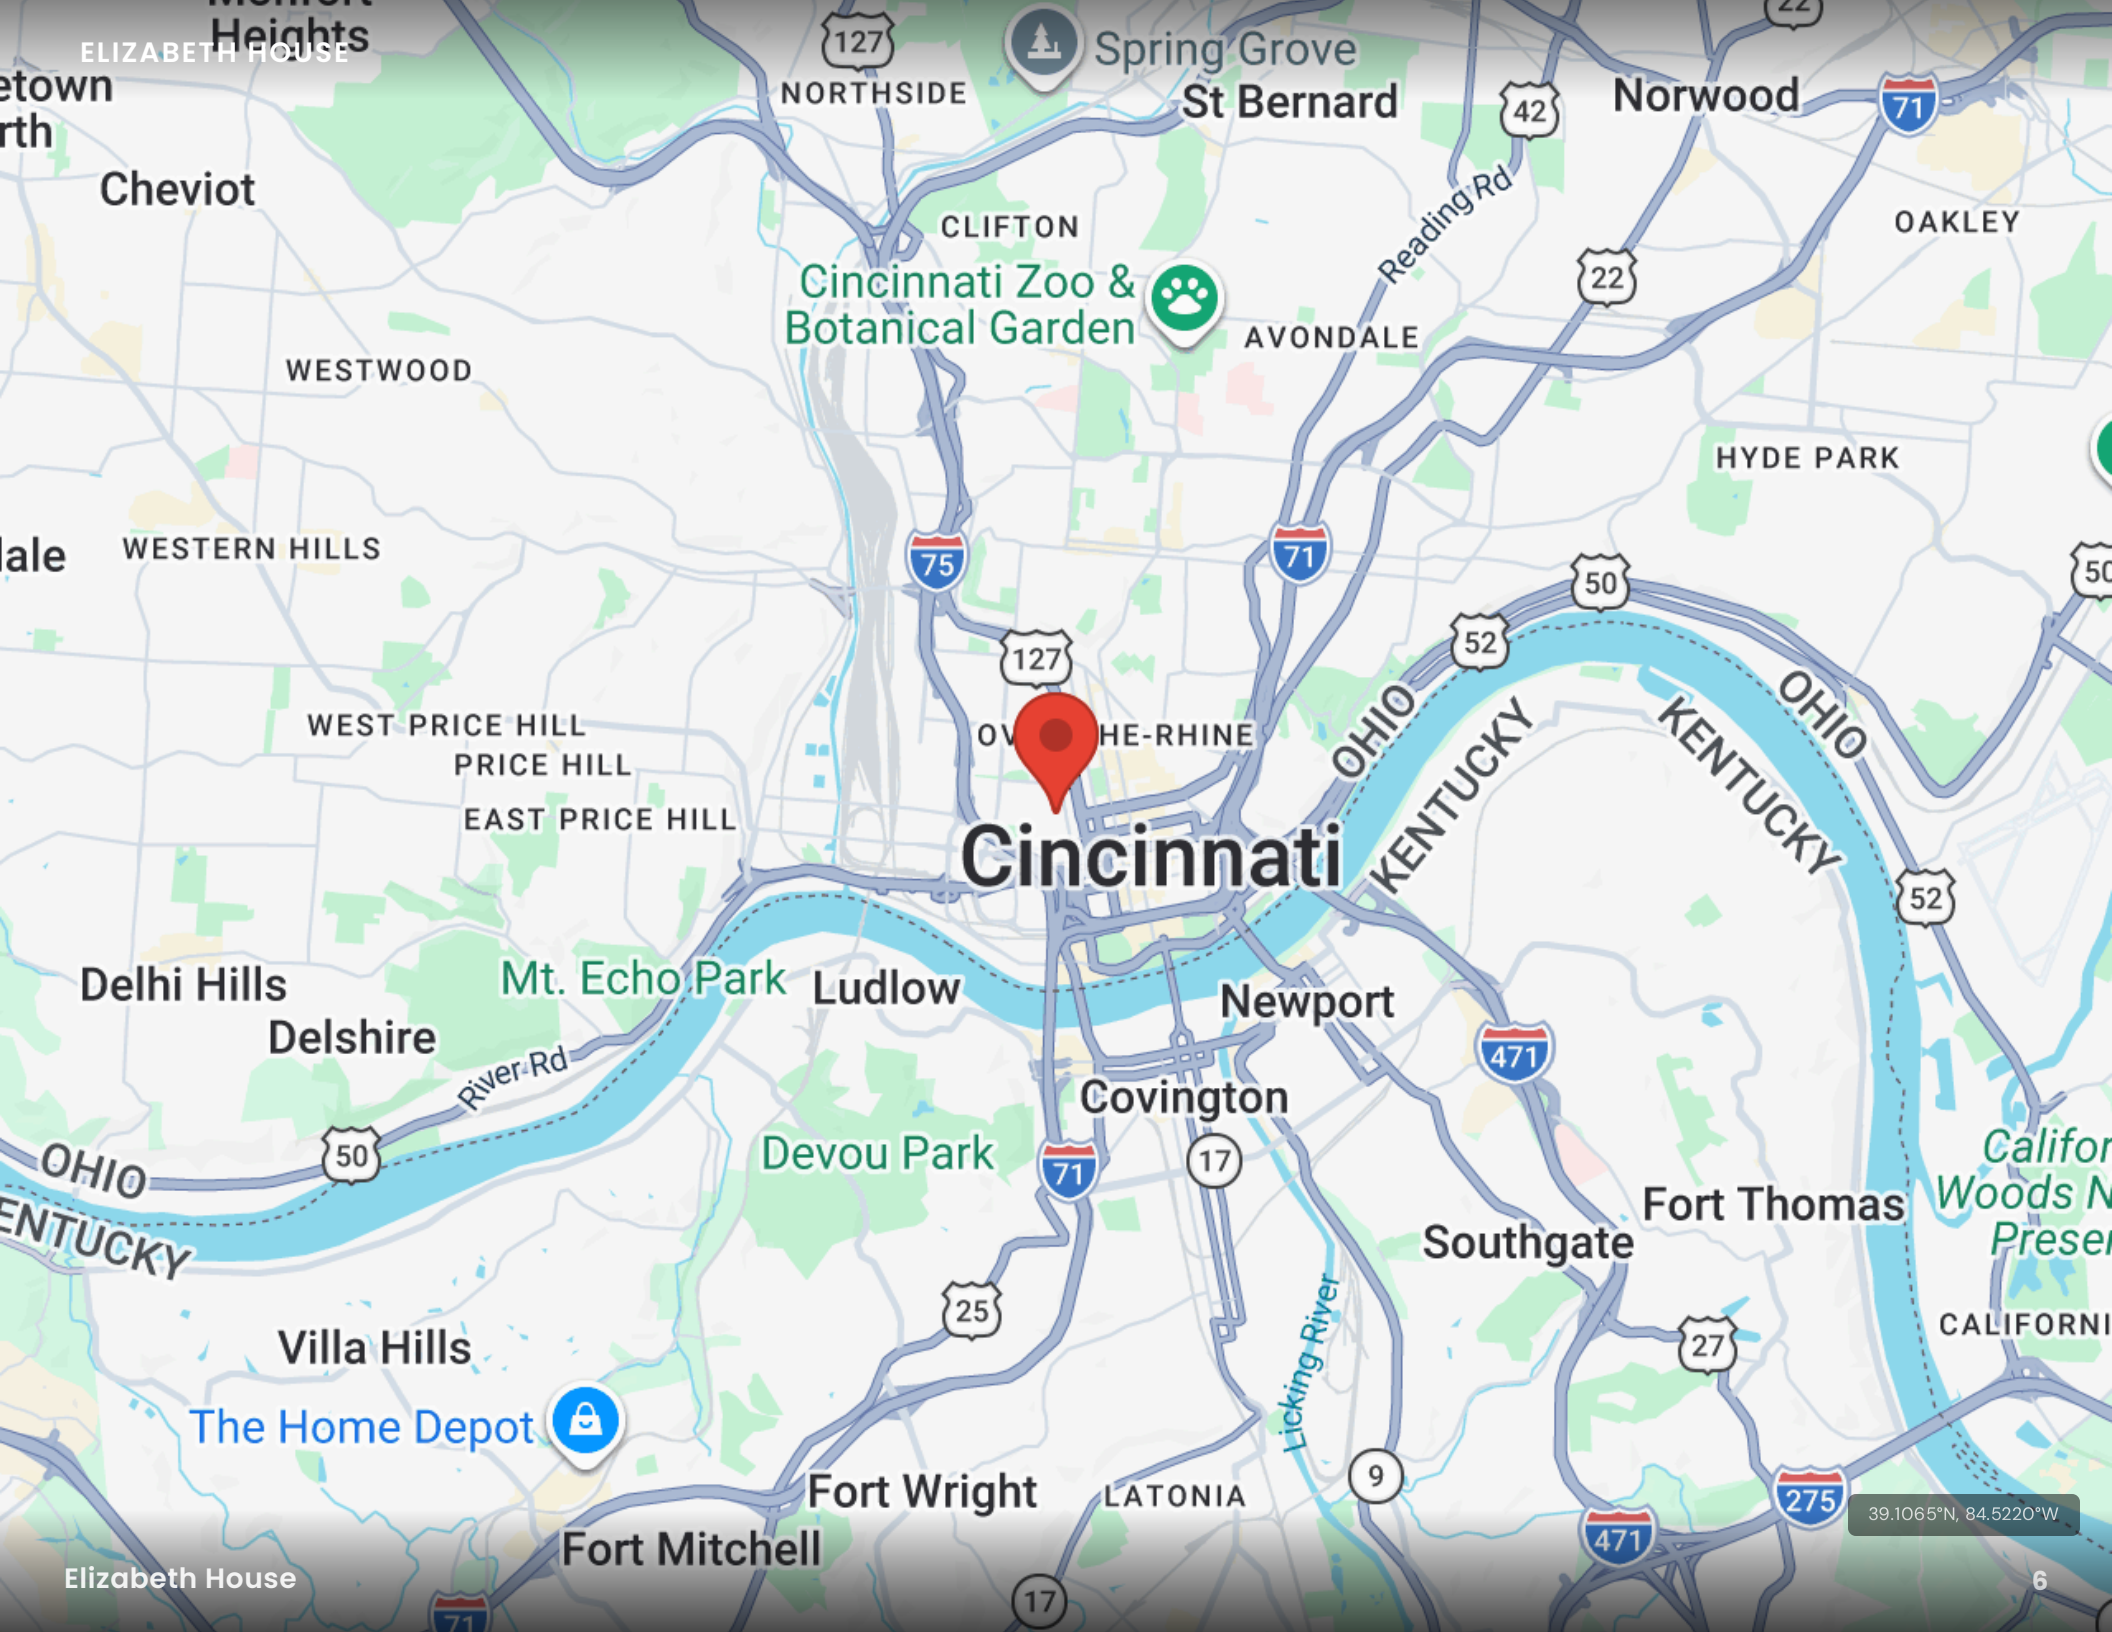 Heights
ELIZABETH HOUSE
127
Spring Grove
22
NORTHSIDE
St Bernard
42
Norwood
71
Cheviot
Reading Rd
CLIFTON
OAKLEY
Cincinnati Zoo &
Botanical Garden
22
AVONDALE
WESTWOOD
HYDE PARK
WESTERN HILLS
75
71
50
50
52
127
WEST PRICE HILL
PRICE HILL
EAST PRICE HILL
HE-RHINE
OHIO
KENTUCKY
OHIO
KENTUCKY
Cincinnati
52
Delhi Hills
Mt. Echo Park
Ludlow
Newport
Delshire
River Rd
471
Covington
OHIO
50
ENTUCKY
Devou Park
71
17
Califor
Woods N
Preser
Fort Thomas
Southgate
25
Licking River
27
CALIFORNI
Villa Hills
The Home Depot
9
Fort Wright
LATONIA
275
39.1065°N, 84.5220°W
471
Fort Mitchell
Elizabeth House
71
17
6